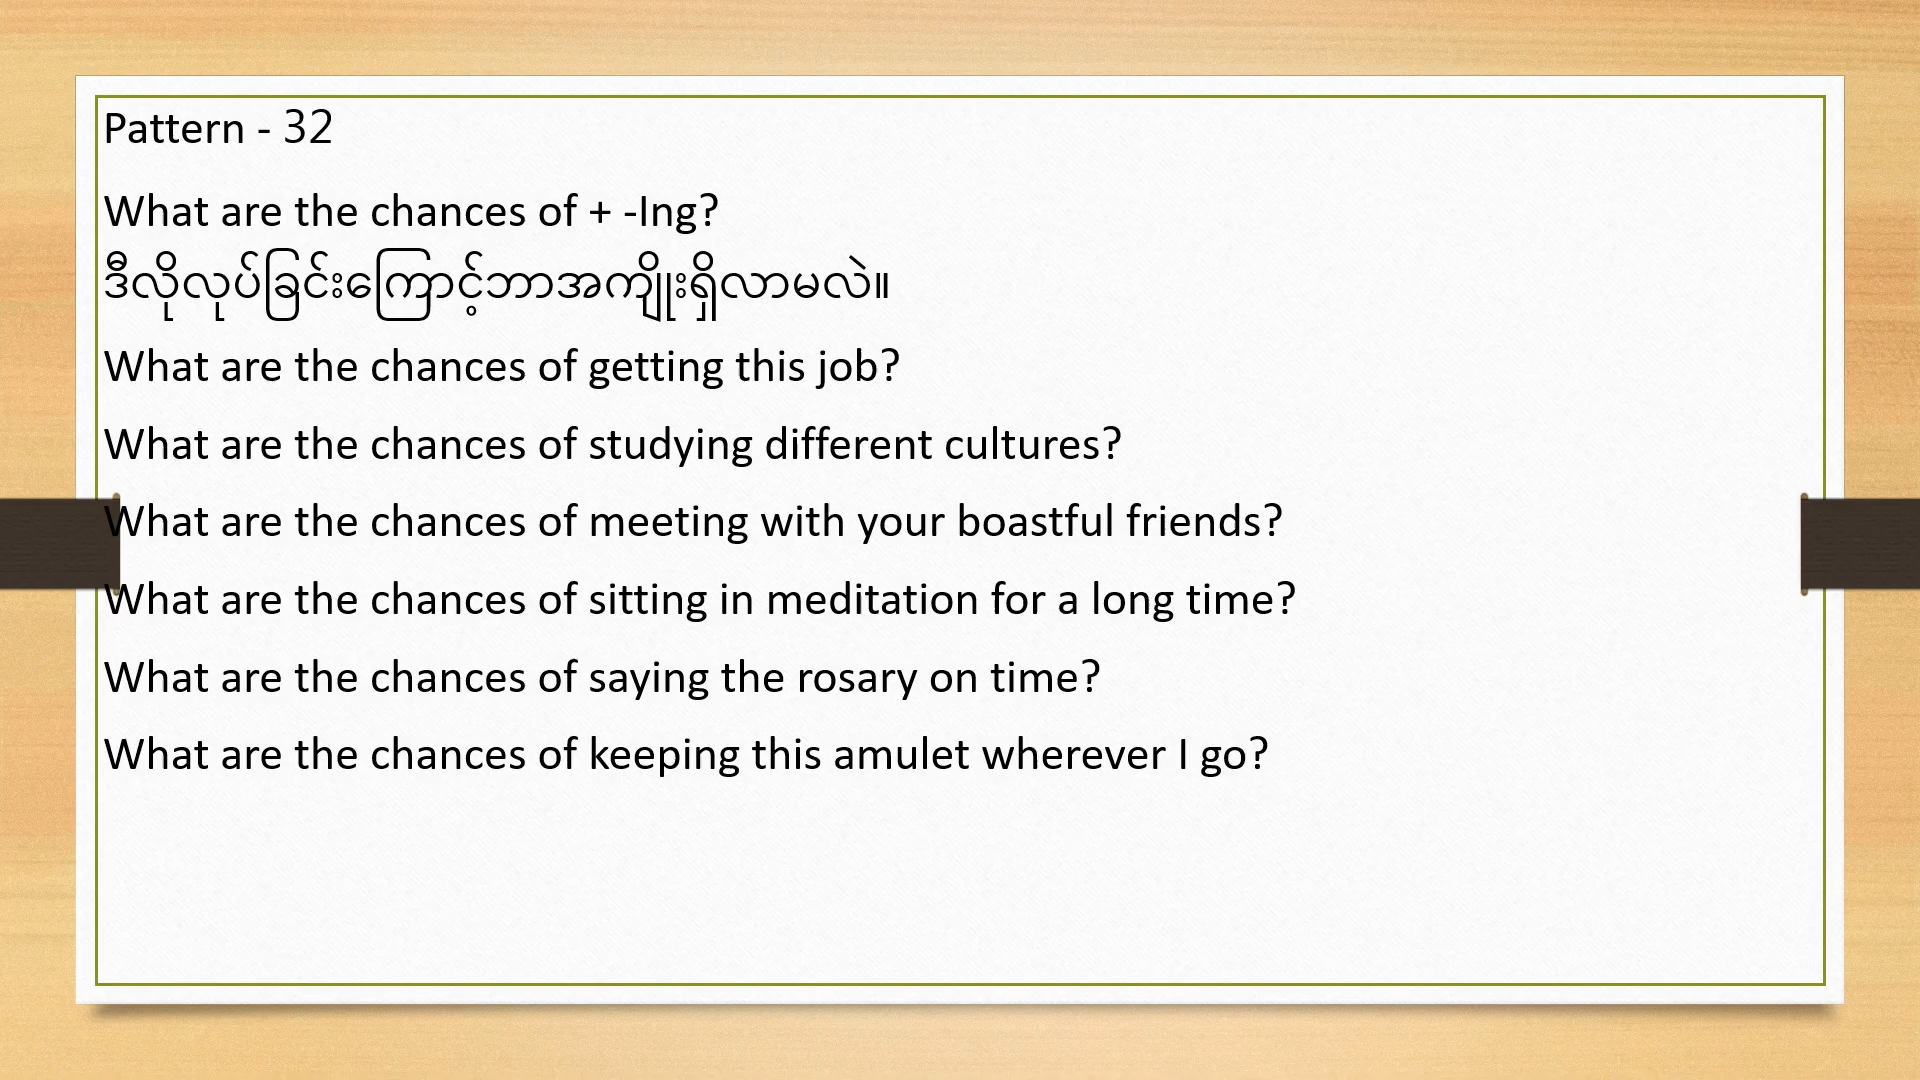 Pattern - 32
What are the chances of + -Ing?
ဒီလိုလုပ်ခြင်းကြောင့်ဘာအကျိုးရှိလာမလဲ။
What are the chances of getting this job?
What are the chances of studying different cultures?
What are the chances of meeting with your boastful friends?
What are the chances of sitting in meditation for a long time?
What are the chances of saying the rosary on time?
What are the chances of keeping this amulet wherever I go?